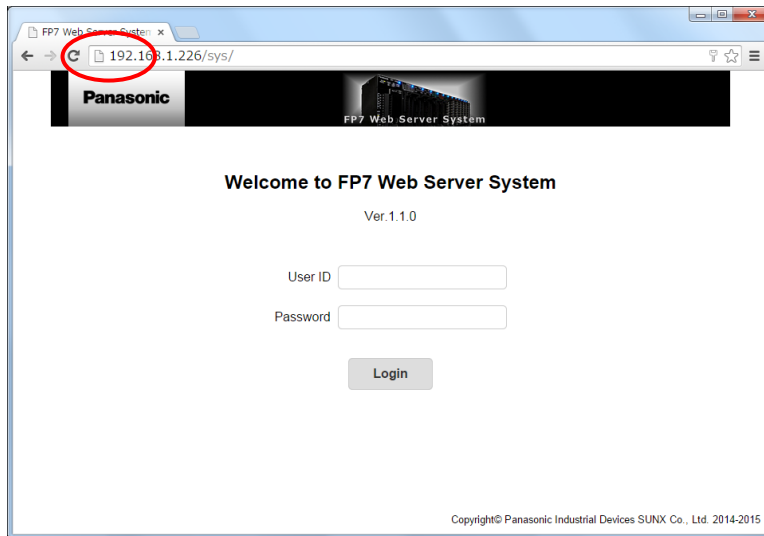 FP7 Web Server System
192.168.1.226/sys/
Panasonic
FP7 Web Server System
Welcome to FP7 Web Server System
Ver.1.1.0
User ID
Password
Login
Copyright© Panasonic Industrial Devices SUNX Co., Ltd. 2014-2015